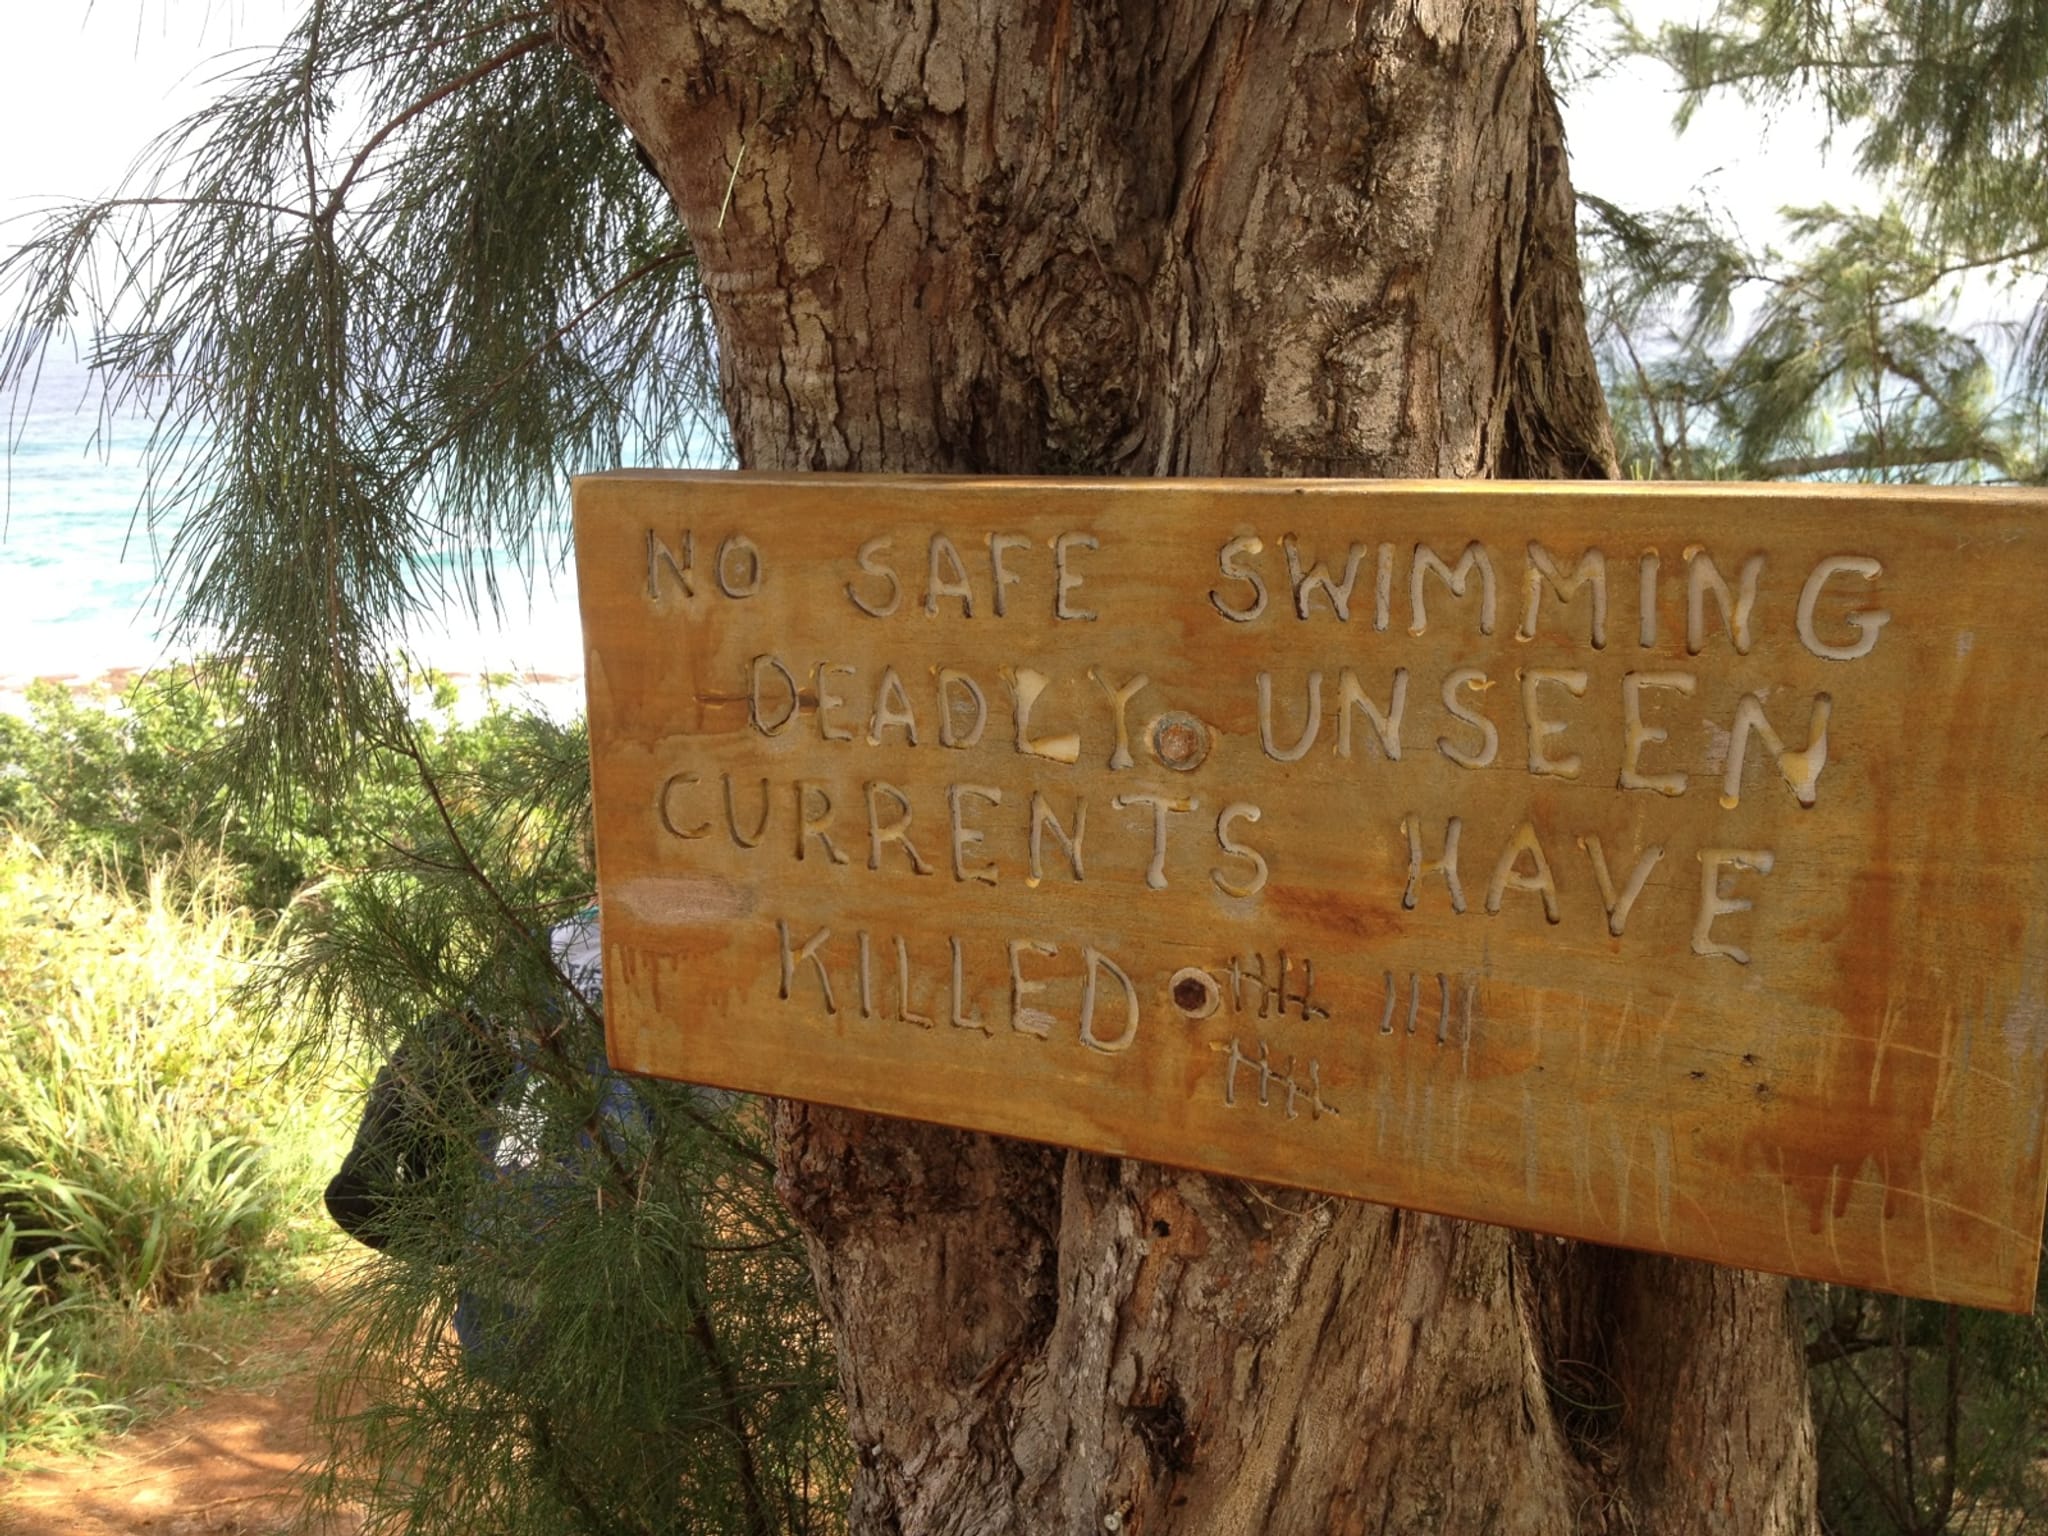 NO SAFE SWIMMING
DEADLY UNSEEN
CURRENTS HAVE
KILLED